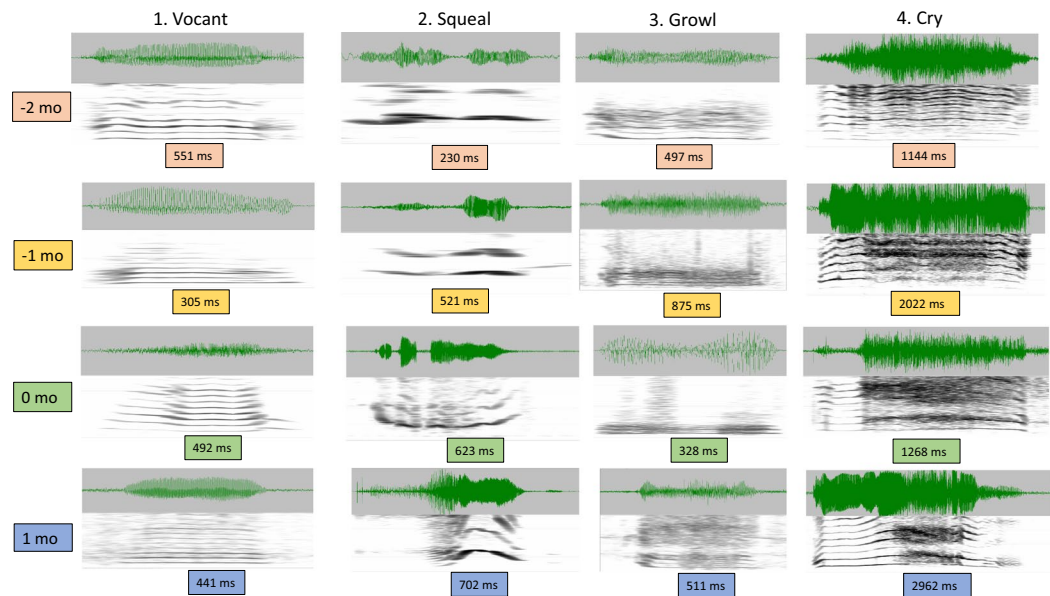 1. Vocant 2. Squeal 3. Growl 4. Cry
-2 mo
551 ms 230 ms 497 ms 1144 ms
-1 mo
305 ms 521 ms 875 ms 2022 ms
0 mo
492 ms 623 ms 328 ms 1268 ms
1 mo
441 ms 702 ms 511 ms 2962 ms